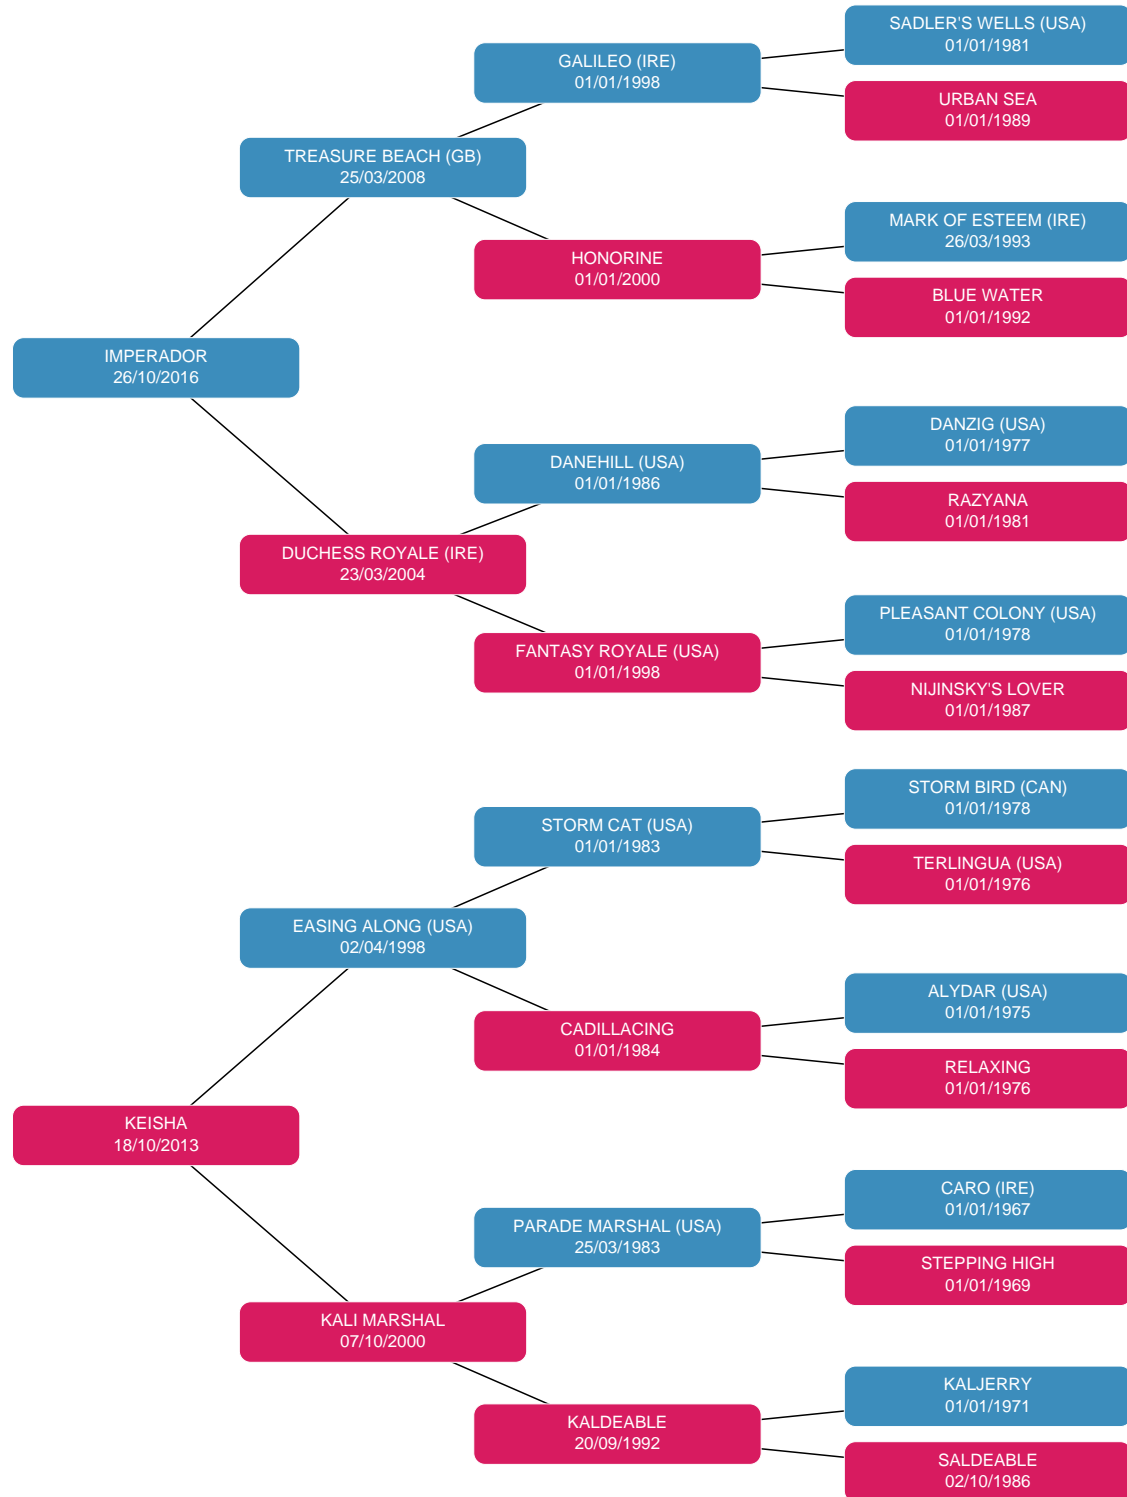 SADLER'S WELLS (USA)
01/01/1981
GALILEO (IRE)
01/01/1998
URBAN SEA
01/01/1989
TREASURE BEACH (GB)
25/03/2008
MARK OF ESTEEM (IRE)
26/03/1993
HONORINE
01/01/2000
BLUE WATER
01/01/1992
IMPERADOR
26/10/2016
DANZIG (USA)
01/01/1977
DANEHILL (USA)
01/01/1986
RAZYANA
01/01/1981
DUCHESS ROYALE (IRE)
23/03/2004
PLEASANT COLONY (USA)
01/01/1978
FANTASY ROYALE (USA)
01/01/1998
NIJINSKY'S LOVER
01/01/1987
STORM BIRD (CAN)
01/01/1978
STORM CAT (USA)
01/01/1983
TERLINGUA (USA)
01/01/1976
EASING ALONG (USA)
02/04/1998
ALYDAR (USA)
01/01/1975
CADILLACING
01/01/1984
RELAXING
01/01/1976
KEISHA
18/10/2013
CARO (IRE)
01/01/1967
PARADE MARSHAL (USA)
25/03/1983
STEPPING HIGH
01/01/1969
KALI MARSHAL
07/10/2000
KALJERRY
01/01/1971
KALDEABLE
20/09/1992
SALDEABLE
02/10/1986